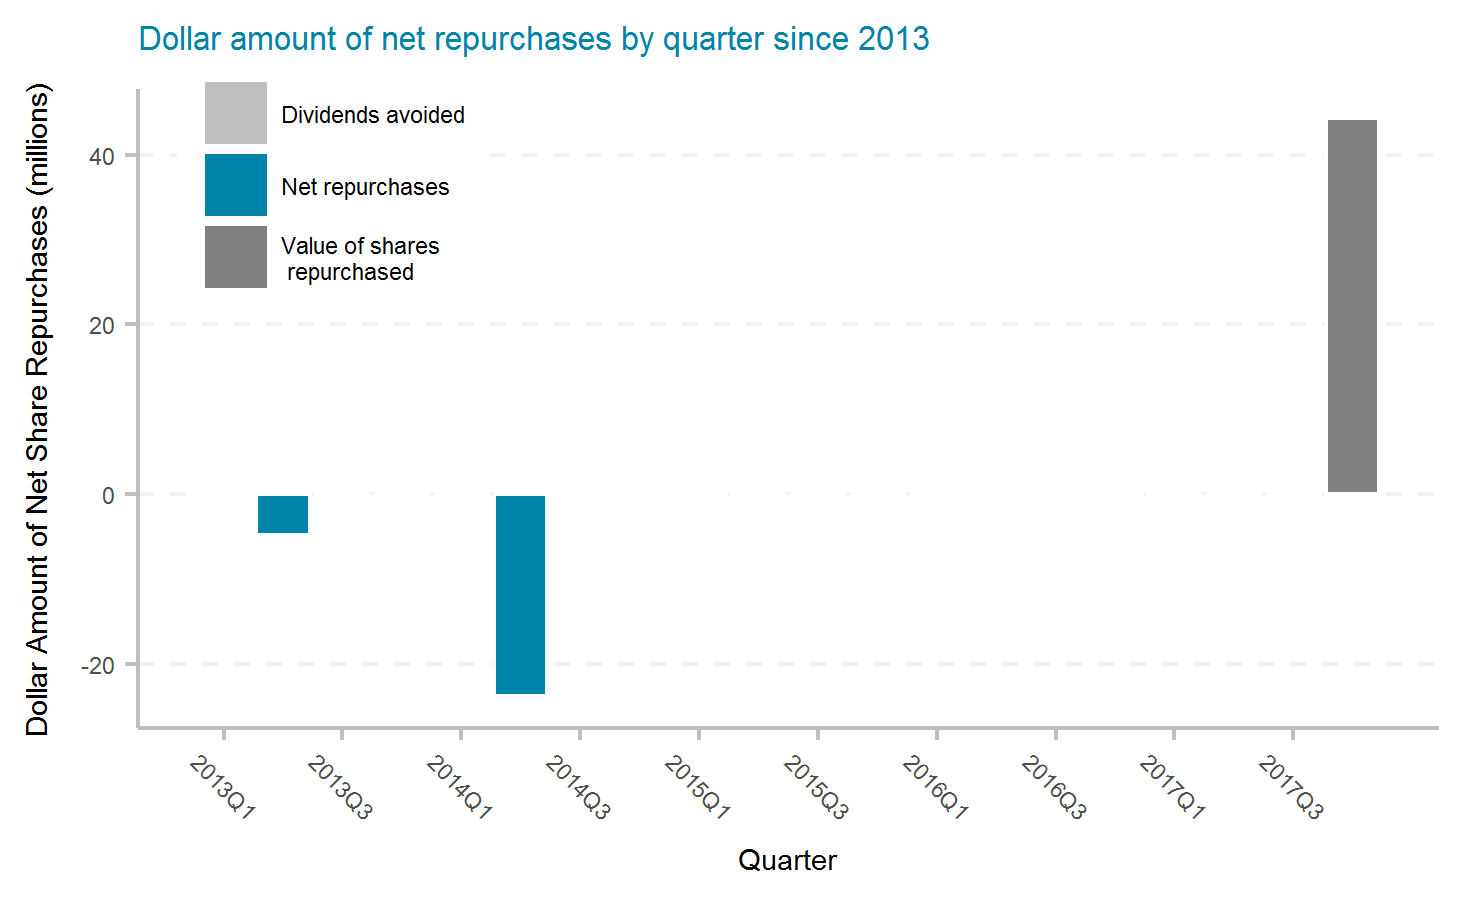 Dollar amount of net repurchases by quarter since 2013
Dividends avoided
Net repurchases
Value of shares
repurchased
Dollar Amount of Net Share Repurchases (millions)
40
20
0
-20
2013Q1
2013Q3
2014Q1
2014Q3
2015Q1
2015Q3
2016Q1
2016Q3
2017Q1
2017Q3
Quarter